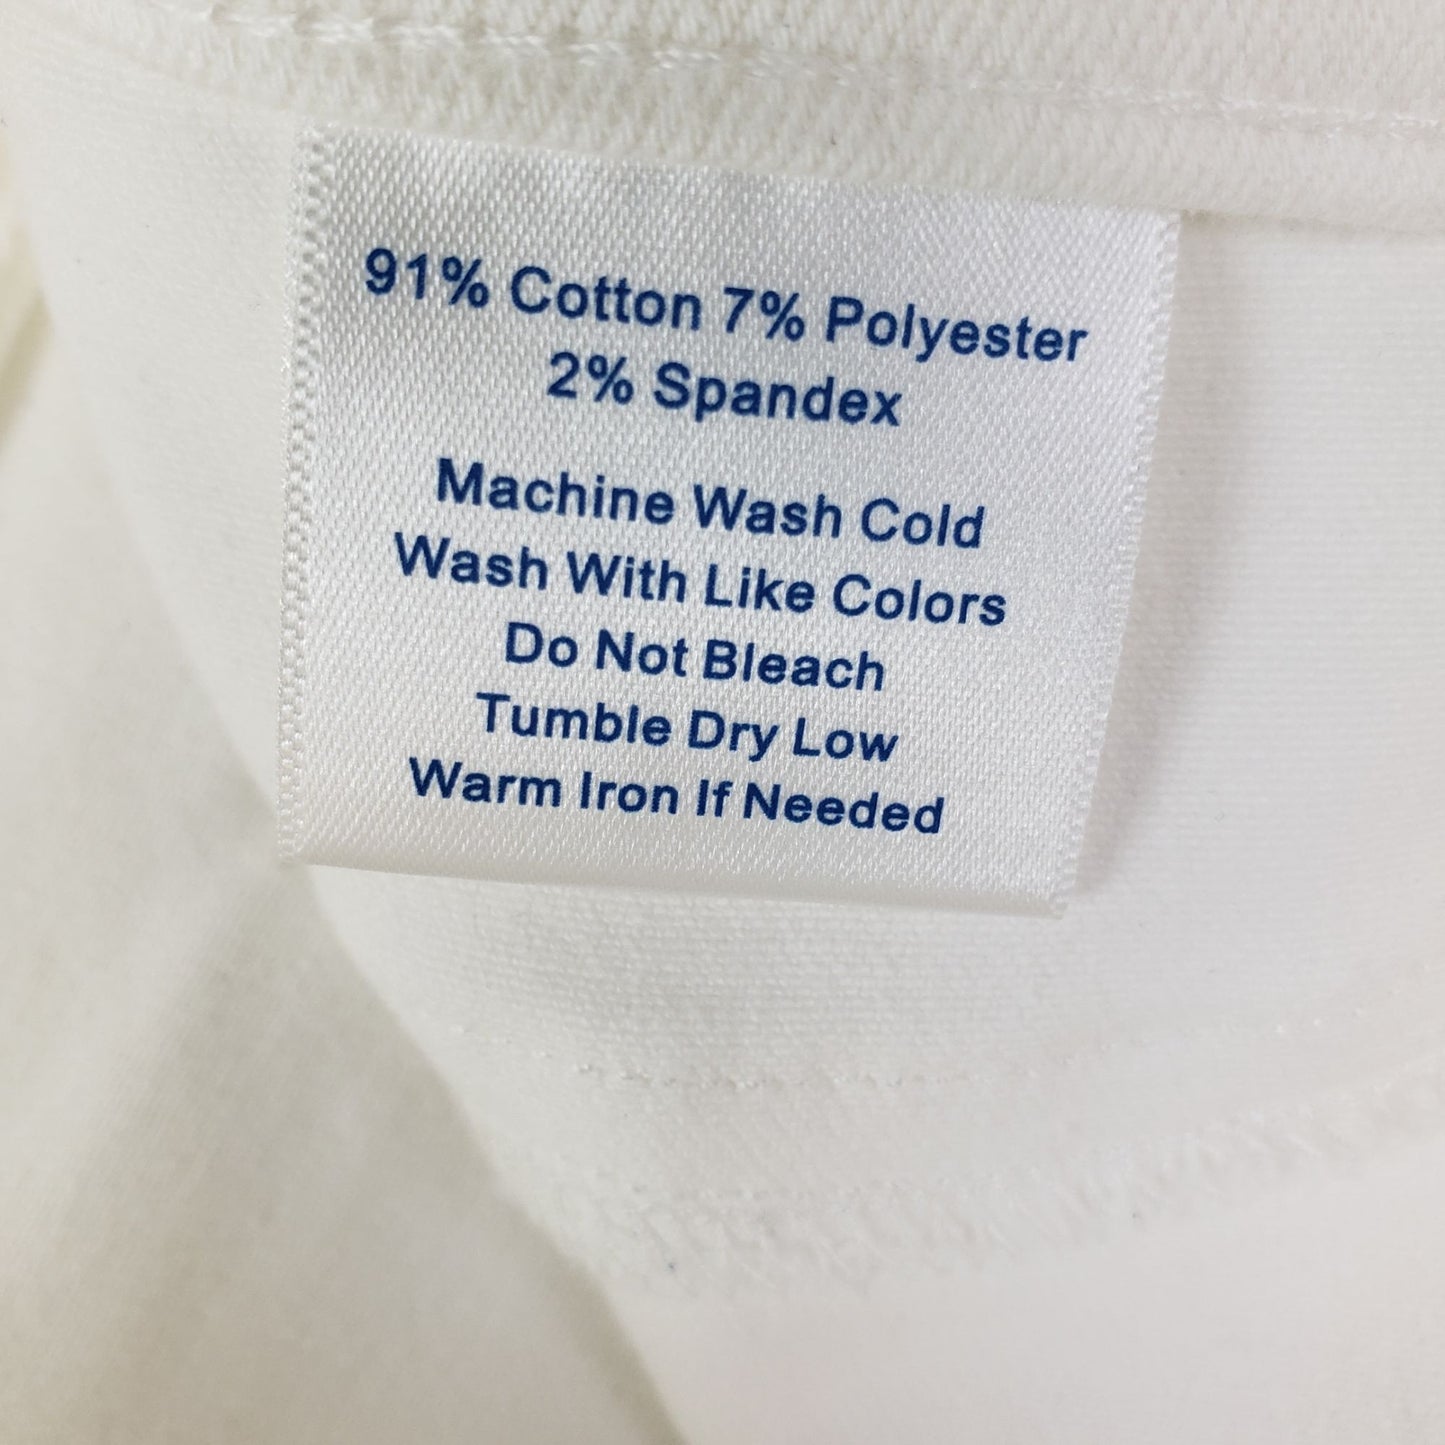 91% Cotton 7% Polyester
2% Spandex
Machine Wash Cold
Wash With Like Colors
Do Not Bleach
Tumble Dry Low
Warm Iron If Needed